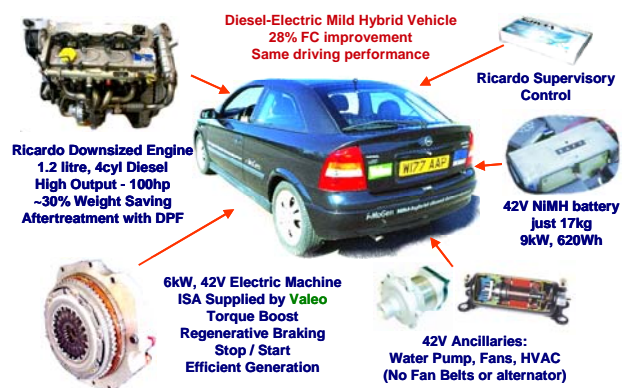 Diesel-Electric Mild Hybrid Vehicle
28% FC improvement
Same driving performance
Ricardo Supervisory
Control
Ricardo Downsized Engine
1.2 litre, 4cyl Diesel
High Output - 100hp
~30% Weight Saving
Aftertreatment with DPF
W177 AAP
i-MoGen
42V NiMH battery
just 17kg
9kW, 620Wh
6kW, 42V Electric Machine
ISA Supplied by Valeo
Torque Boost
Regenerative Braking
Stop / Start
Efficient Generation
42V Ancillaries:
Water Pump, Fans, HVAC
(No Fan Belts or alternator)